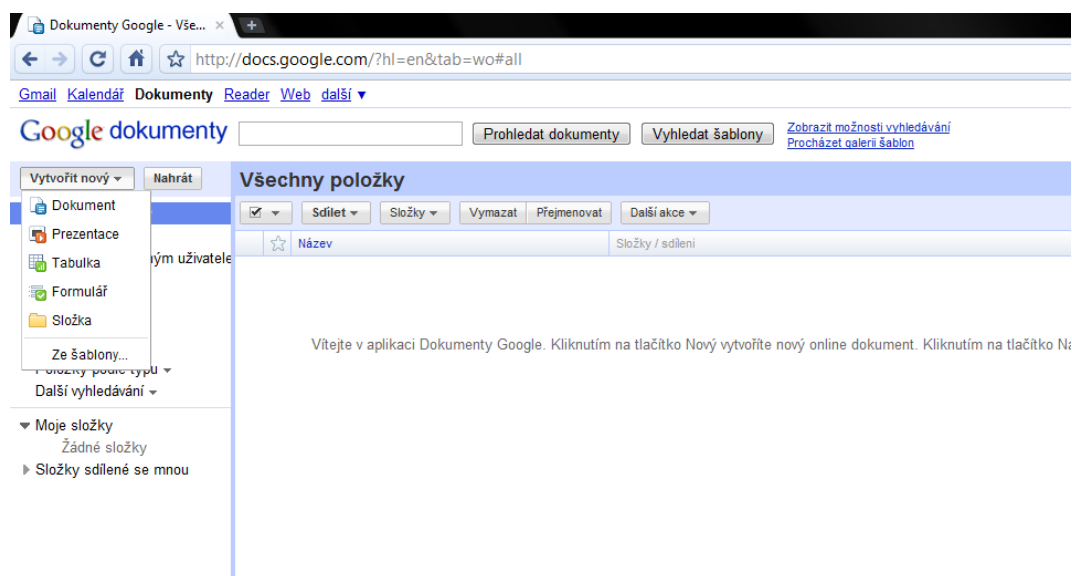 Dokumenty Google - Vše...
http://docs.google.com/?hl=en&tab=wo#all
Gmail Kalendář Dokumenty Reader Web další ▼
Google dokumenty Prohledat dokumenty Vyhledat šablony Zobrazit možnosti vyhledávání
Procházet galerii šablon
Vytvořit nový Nahrát Všechny položky
Dokument Sdílet Složky Vymazat Přejmenovat Další akce
Prezentace
Název Složky / sdílení
Tabulka ným uživatele
Formulář
Složka
Vítejte v aplikaci Dokumenty Google. Kliknutím na tlačítko Nový vytvoříte nový online dokument. Kliknutím na tlačítko
Ze šablony...
Položky podle typu
Další vyhledávání
Moje složky
Žádné složky
Složky sdílené se mnou